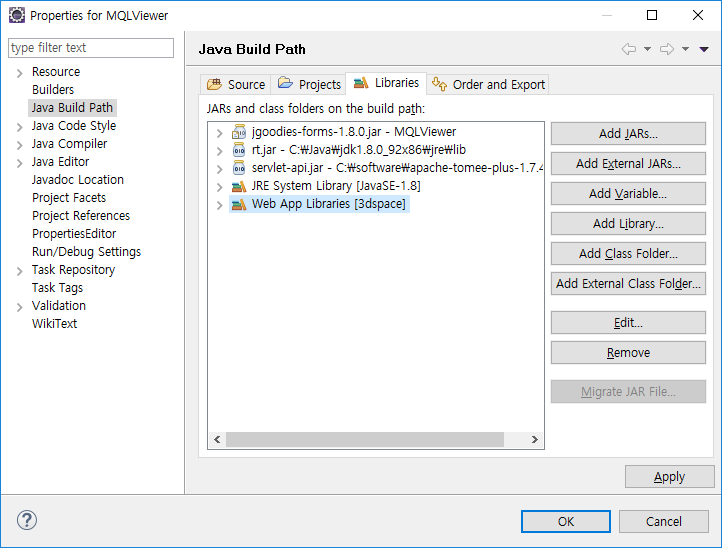 Properties for MQLViewer
type filter text
Resource
Builders
Java Build Path
Java Code Style
Java Compiler
Java Editor
Javadoc Location
Project Facets
Project References
PropertiesEditor
Run/Debug Settings
Task Repository
Task Tags
Validation
WikiText
Java Build Path
Source Projects Libraries Order and Export
JARs and class folders on the build path:
jgoodies-forms-1.8.0.jar - MQLViewer
rt.jar - C:₩Java₩jdk1.8.0_92x86₩jre₩lib
servlet-api.jar - C:₩software₩apache-tomee-plus-1.7.4
JRE System Library [JavaSE-1.8]
Web App Libraries [3dspace]
Add JARs...
Add External JARs...
Add Variable...
Add Library...
Add Class Folder...
Add External Class Folder...
Edit...
Remove
Migrate JAR File...
Apply
OK Cancel